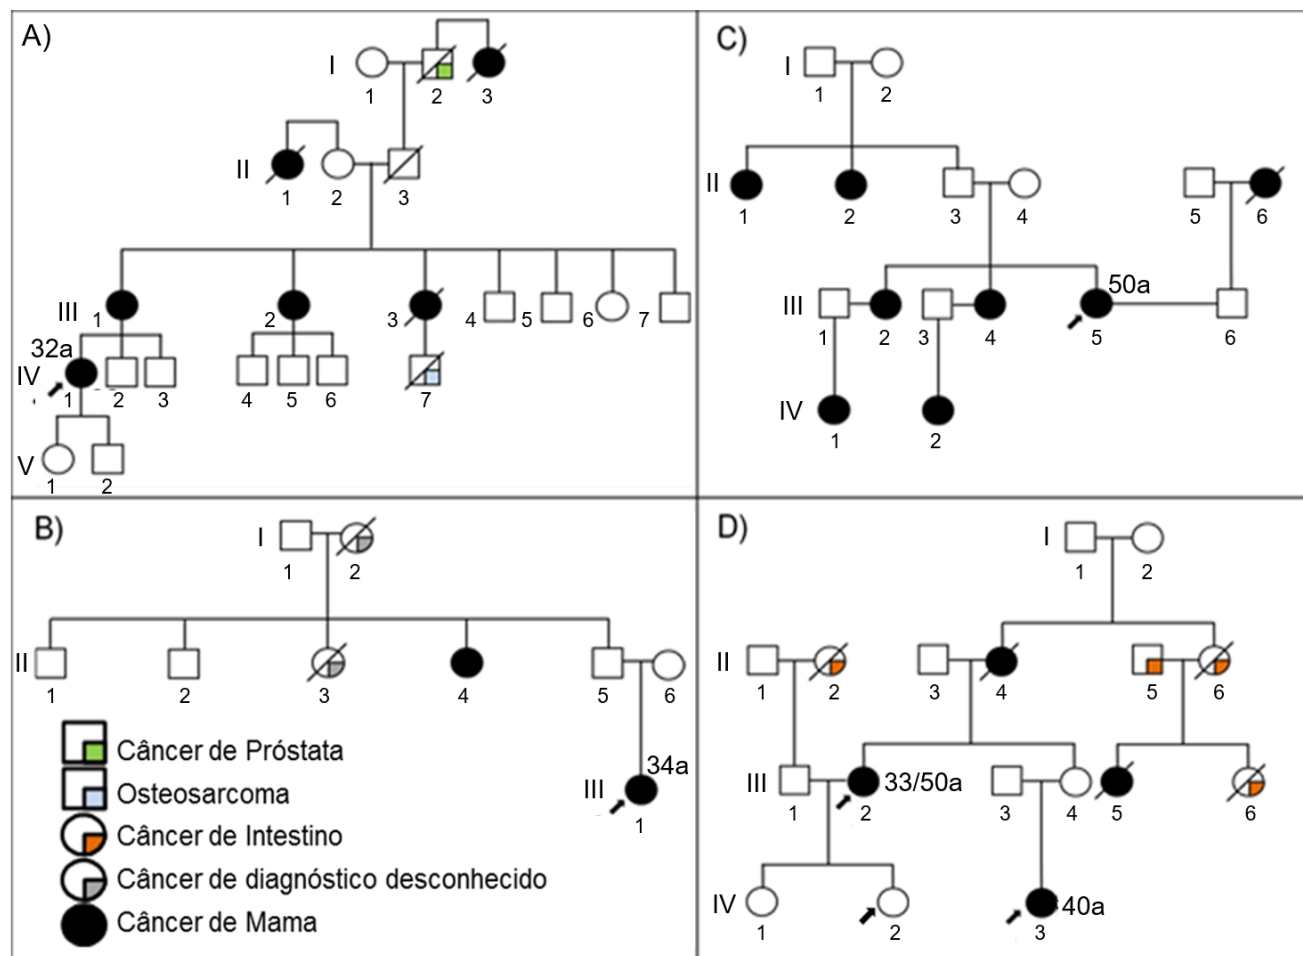 A)
I
1 2 3
II
1 2 3
III
1 2 3 4 5 6 7
32a
IV
1 2 3 4 5 6 7
V
1 2
C)
I
1 2
II
1 2 3 4 5 6
50a
III
1 2 3 4 5 6
IV
1 2
B)
I
1 2
II
1 2 3 4 5 6
34a
III
1
Câncer de Próstata
Osteosarcoma
Câncer de Intestino
Câncer de diagnóstico desconhecido
Câncer de Mama
D)
I
1 2
II
1 2 3 4 5 6
III
33/50a
1 2 3 4 5 6
IV
40a
1 2 3